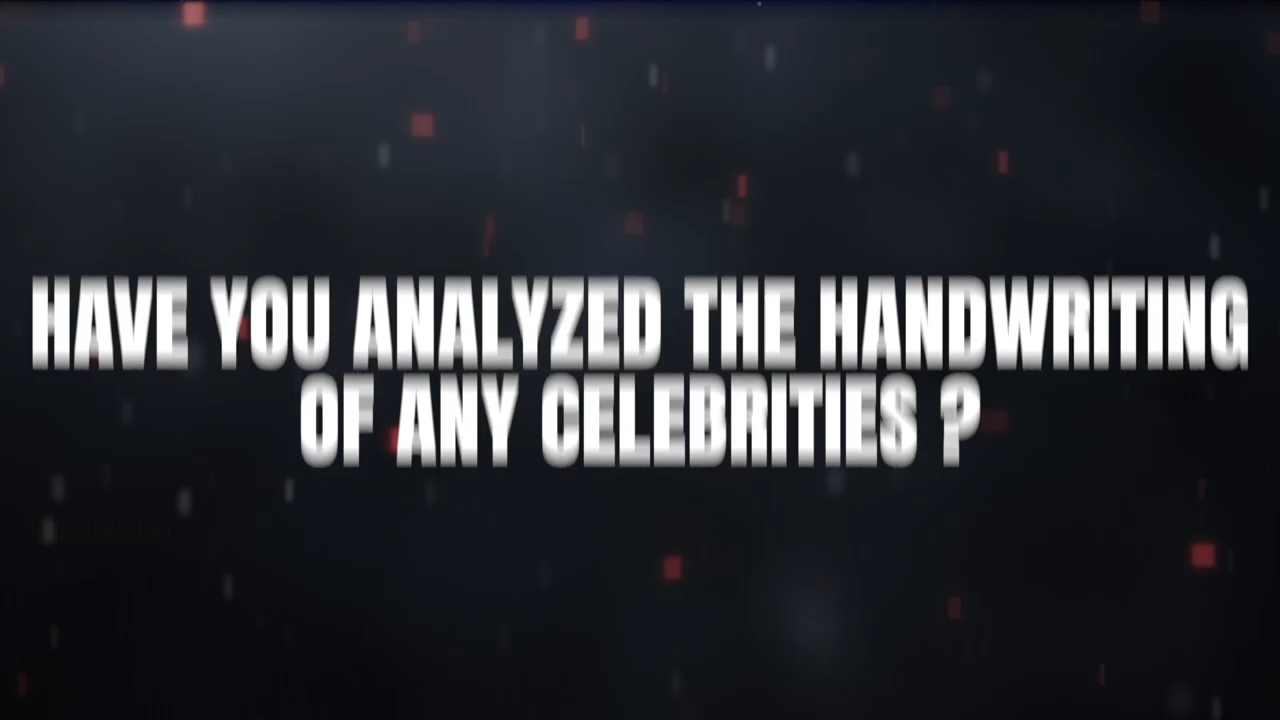 HAVE YOU ANALYZED THE HANDWRITING
OF ANY CELEBRITIES ?